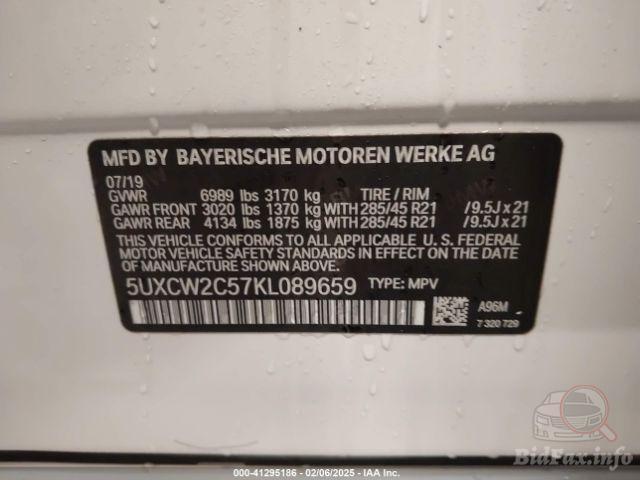 MFD BY BAYERISCHE MOTOREN WERKE AG
07/19
GVWR 6989 lbs 3170 kg TIRE / RIM
GAWR FRONT 3020 lbs 1370 kg WITH 285/45 R21 /9.5J x 21
GAWR REAR 4134 lbs 1875 kg WITH 285/45 R21 /9.5J x 21
THIS VEHICLE CONFORMS TO ALL APPLICABLE U. S. FEDERAL
MOTOR VEHICLE SAFETY STANDARDS IN EFFECT ON THE DATE
OF MANUFACTURE SHOWN ABOVE.
5UXCW2C57KL089659 TYPE: MPV
A96M
7 320 729
BidFax.info
000-41295186 - 02/06/2025 - IAA Inc.